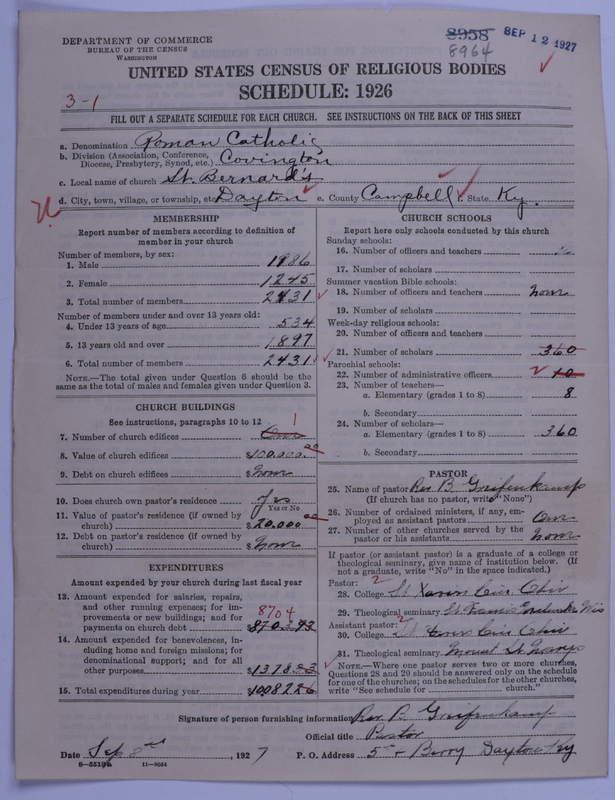 DEPARTMENT OF COMMERCE
BUREAU OF THE CENSUS
WASHINGTON
8958
8964
SEP 12 1927
UNITED STATES CENSUS OF RELIGIOUS BODIES
SCHEDULE: 1926
3-1
FILL OUT A SEPARATE SCHEDULE FOR EACH CHURCH. SEE INSTRUCTIONS ON THE BACK OF THIS SHEET
a. Denomination Roman Catholic
b. Division (Association, Conference, Diocese, Presbytery, Synod, etc.) Covington
c. Local name of church St. Bernard's
d. City, town, village, or township, etc. Dayton e. County Campbell f. State Ky.
MEMBERSHIP
Report number of members according to definition of member in your church
Number of members, by sex:
1. Male 1186
2. Female 1245
3. Total number of members 2431
Number of members under and over 13 years old:
4. Under 13 years of age 534
5. 13 years old and over 1897
6. Total number of members 2431
NOTE.—The total given under Question 6 should be the same as the total of males and females given under Question 3.
CHURCH BUILDINGS
See instructions, paragraphs 10 to 12
7. Number of church edifices One 1
8. Value of church edifices $100.000.00
9. Debt on church edifices $ none
10. Does church own pastor's residence Yes
Yes or No
11. Value of pastor's residence (if owned by church) $20.000.00
12. Debt on pastor's residence (if owned by church) $ none
EXPENDITURES
Amount expended by your church during last fiscal year
13. Amount expended for salaries, repairs, and other running expenses; for improvements or new buildings; and for payments on church debt 8704 $8703.93
14. Amount expended for benevolences, including home and foreign missions; for denominational support; and for all other purposes $1378.33
15. Total expenditures during year $10082.26
CHURCH SCHOOLS
Report here only schools conducted by this church
Sunday schools:
16. Number of officers and teachers
17. Number of scholars
Summer vacation Bible schools:
18. Number of officers and teachers none
19. Number of scholars
Week-day religious schools:
20. Number of officers and teachers
21. Number of scholars 360
Parochial schools:
22. Number of administrative officers 10
23. Number of teachers—
a. Elementary (grades 1 to 8) 8
b. Secondary
24. Number of scholars—
a. Elementary (grades 1 to 8) 360
b. Secondary
PASTOR
25. Name of pastor Rev B. Greifenkamp
(If church has no pastor, write "None")
26. Number of ordained ministers, if any, employed as assistant pastors One
27. Number of other churches served by the pastor or his assistants none
If pastor (or assistant pastor) is a graduate of a college or theological seminary, give name of institution below. (If not a graduate, write "No" in the space indicated.)
Pastor: 2
28. College St Xavier Cin. Ohio
29. Theological seminary St Francis Wis
Assistant pastor: 2
30. College St Xavier Cin. Ohio
31. Theological seminary Mount St Marys
NOTE.—Where one pastor serves two or more churches, Questions 28 and 29 should be answered only on the schedule for one of the churches; on the schedules for the other churches, write "See schedule for church."
Signature of person furnishing information Rev B. Greifenkamp
Official title Pastor
Date Sep 8th, 1927 P. O. Address 5th & Berry Dayton Ky
8-5519a 11-9084